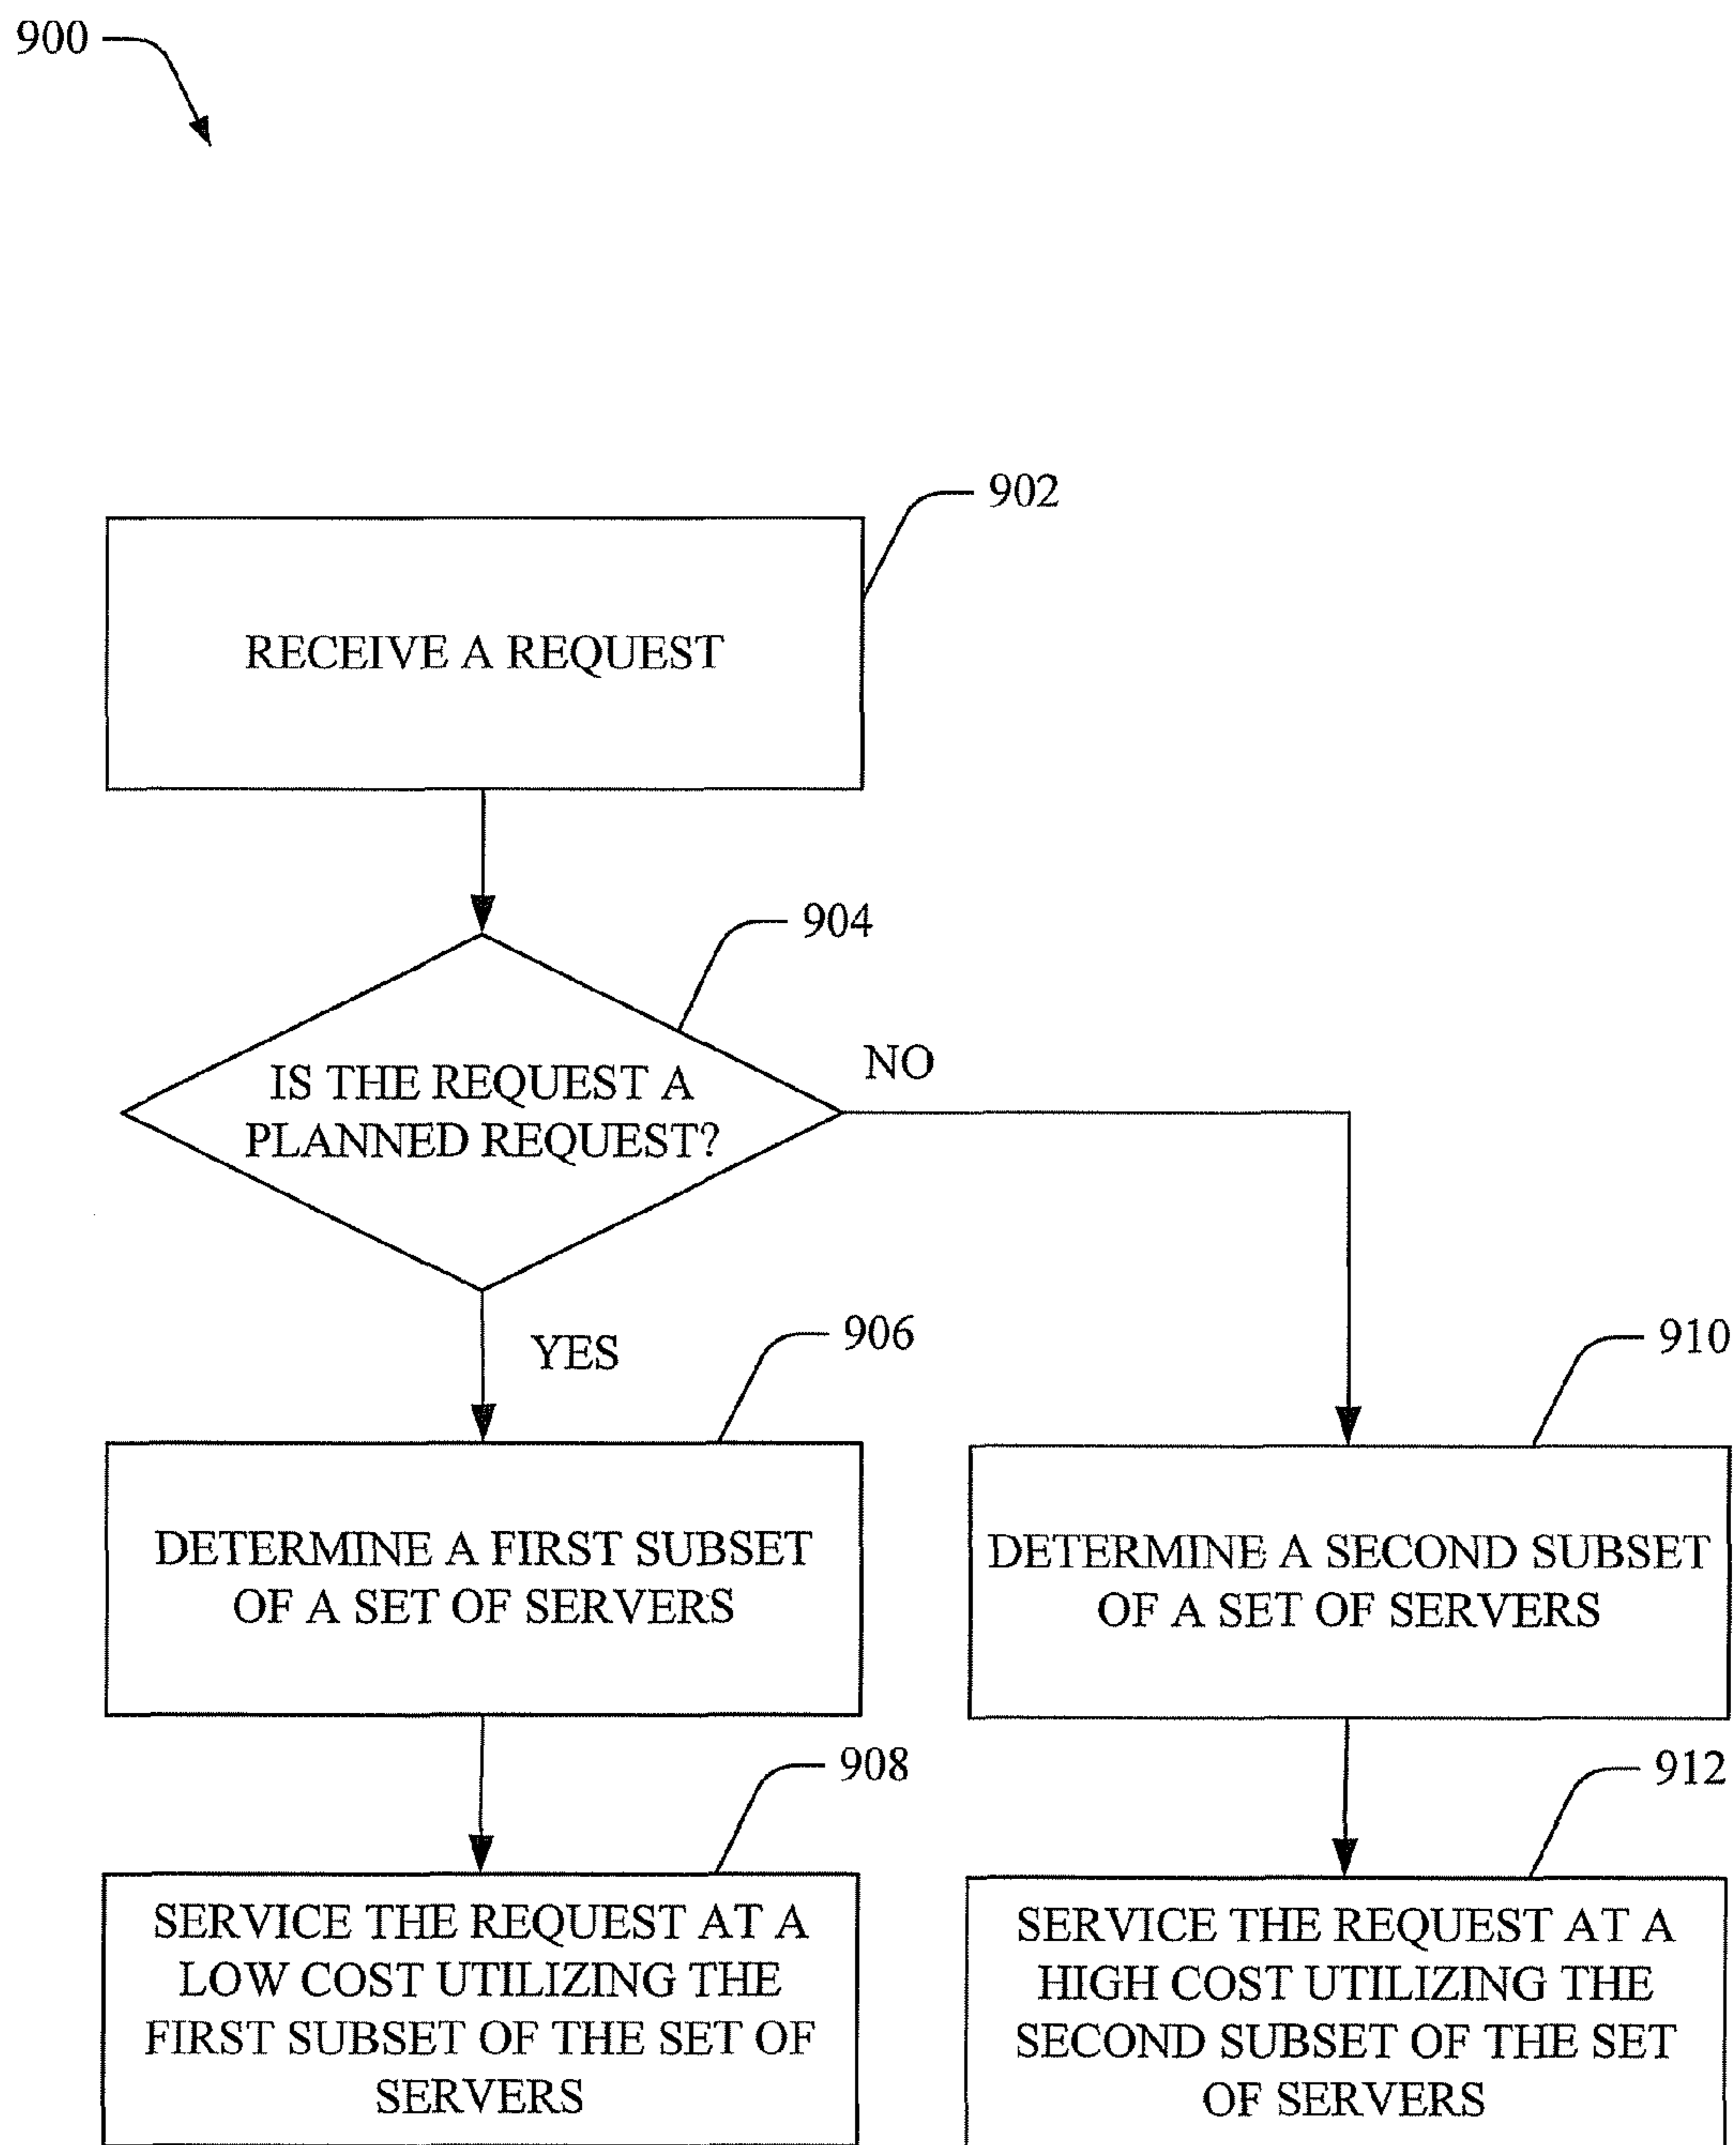 900
902
RECEIVE A REQUEST
904
IS THE REQUEST A
PLANNED REQUEST?
NO
YES
906
DETERMINE A FIRST SUBSET
OF A SET OF SERVERS
910
DETERMINE A SECOND SUBSET
OF A SET OF SERVERS
908
SERVICE THE REQUEST AT A
LOW COST UTILIZING THE
FIRST SUBSET OF THE SET OF
SERVERS
912
SERVICE THE REQUEST AT A
HIGH COST UTILIZING THE
SECOND SUBSET OF THE SET
OF SERVERS